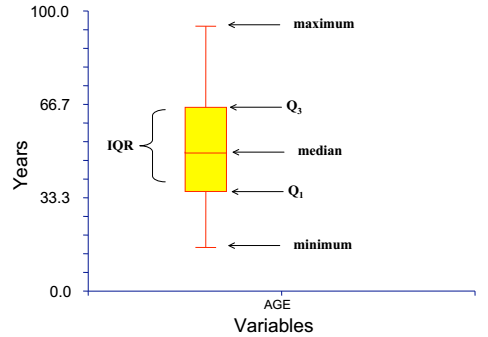 100.0
maximum
66.7
Q3
IQR
median
Years
33.3
Q1
minimum
0.0
AGE
Variables